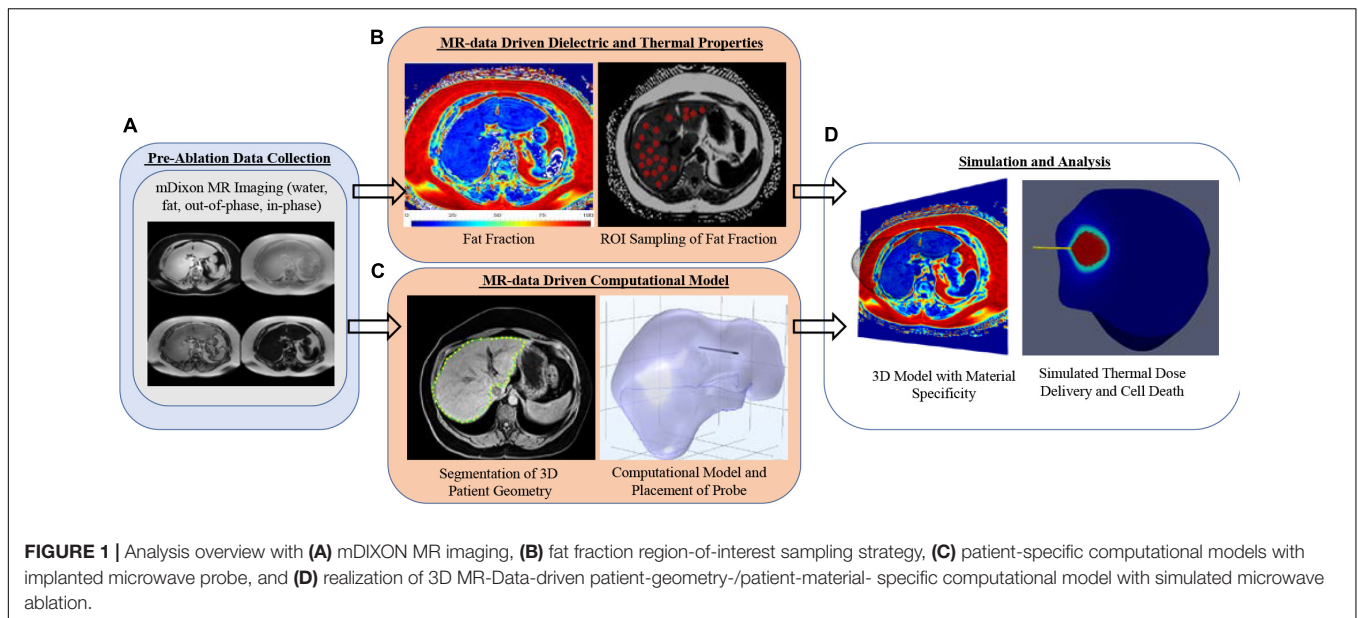 A
Pre-Ablation Data Collection
mDixon MR Imaging (water,
fat, out-of-phase, in-phase)
B
MR-data Driven Dielectric and Thermal Properties
0 25 50 75 100
Fat Fraction
ROI Sampling of Fat Fraction
C
MR-data Driven Computational Model
Segmentation of 3D
Patient Geometry
Computational Model and
Placement of Probe
D
Simulation and Analysis
3D Model with Material
Specificity
Simulated Thermal Dose
Delivery and Cell Death
FIGURE 1 | Analysis overview with (A) mDIXON MR imaging, (B) fat fraction region-of-interest sampling strategy, (C) patient-specific computational models with
implanted microwave probe, and (D) realization of 3D MR-Data-driven patient-geometry-/patient-material- specific computational model with simulated microwave
ablation.